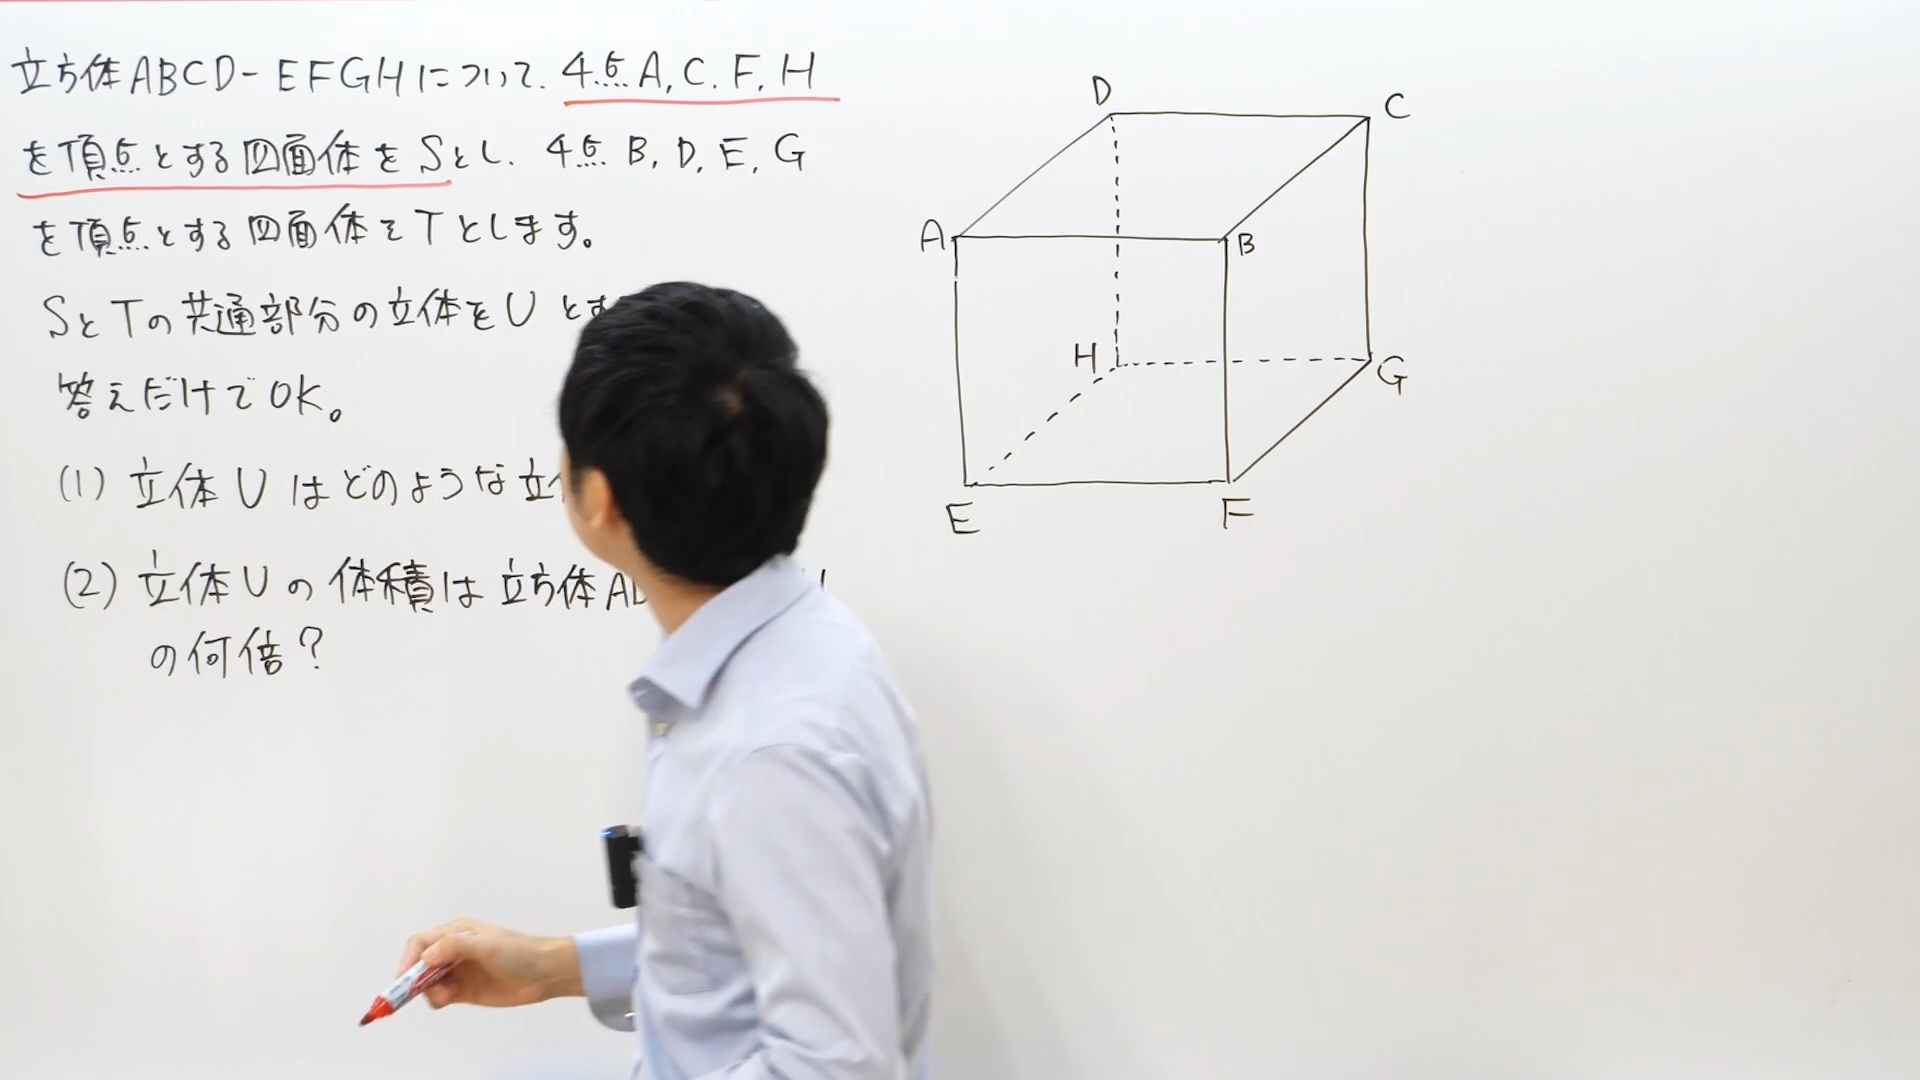 立方体ABCD-EFGHについて、4点A, C, F, H
を頂点とする四面体をSとし、4点 B, D, E, G
を頂点とする四面体をTとします。
SとTの共通部分の立体をUと
答えだけでOK。
(1) 立体Uはどのような立
(2) 立体Uの体積は立方体
の何倍?
D
C
A
B
H
G
E
F